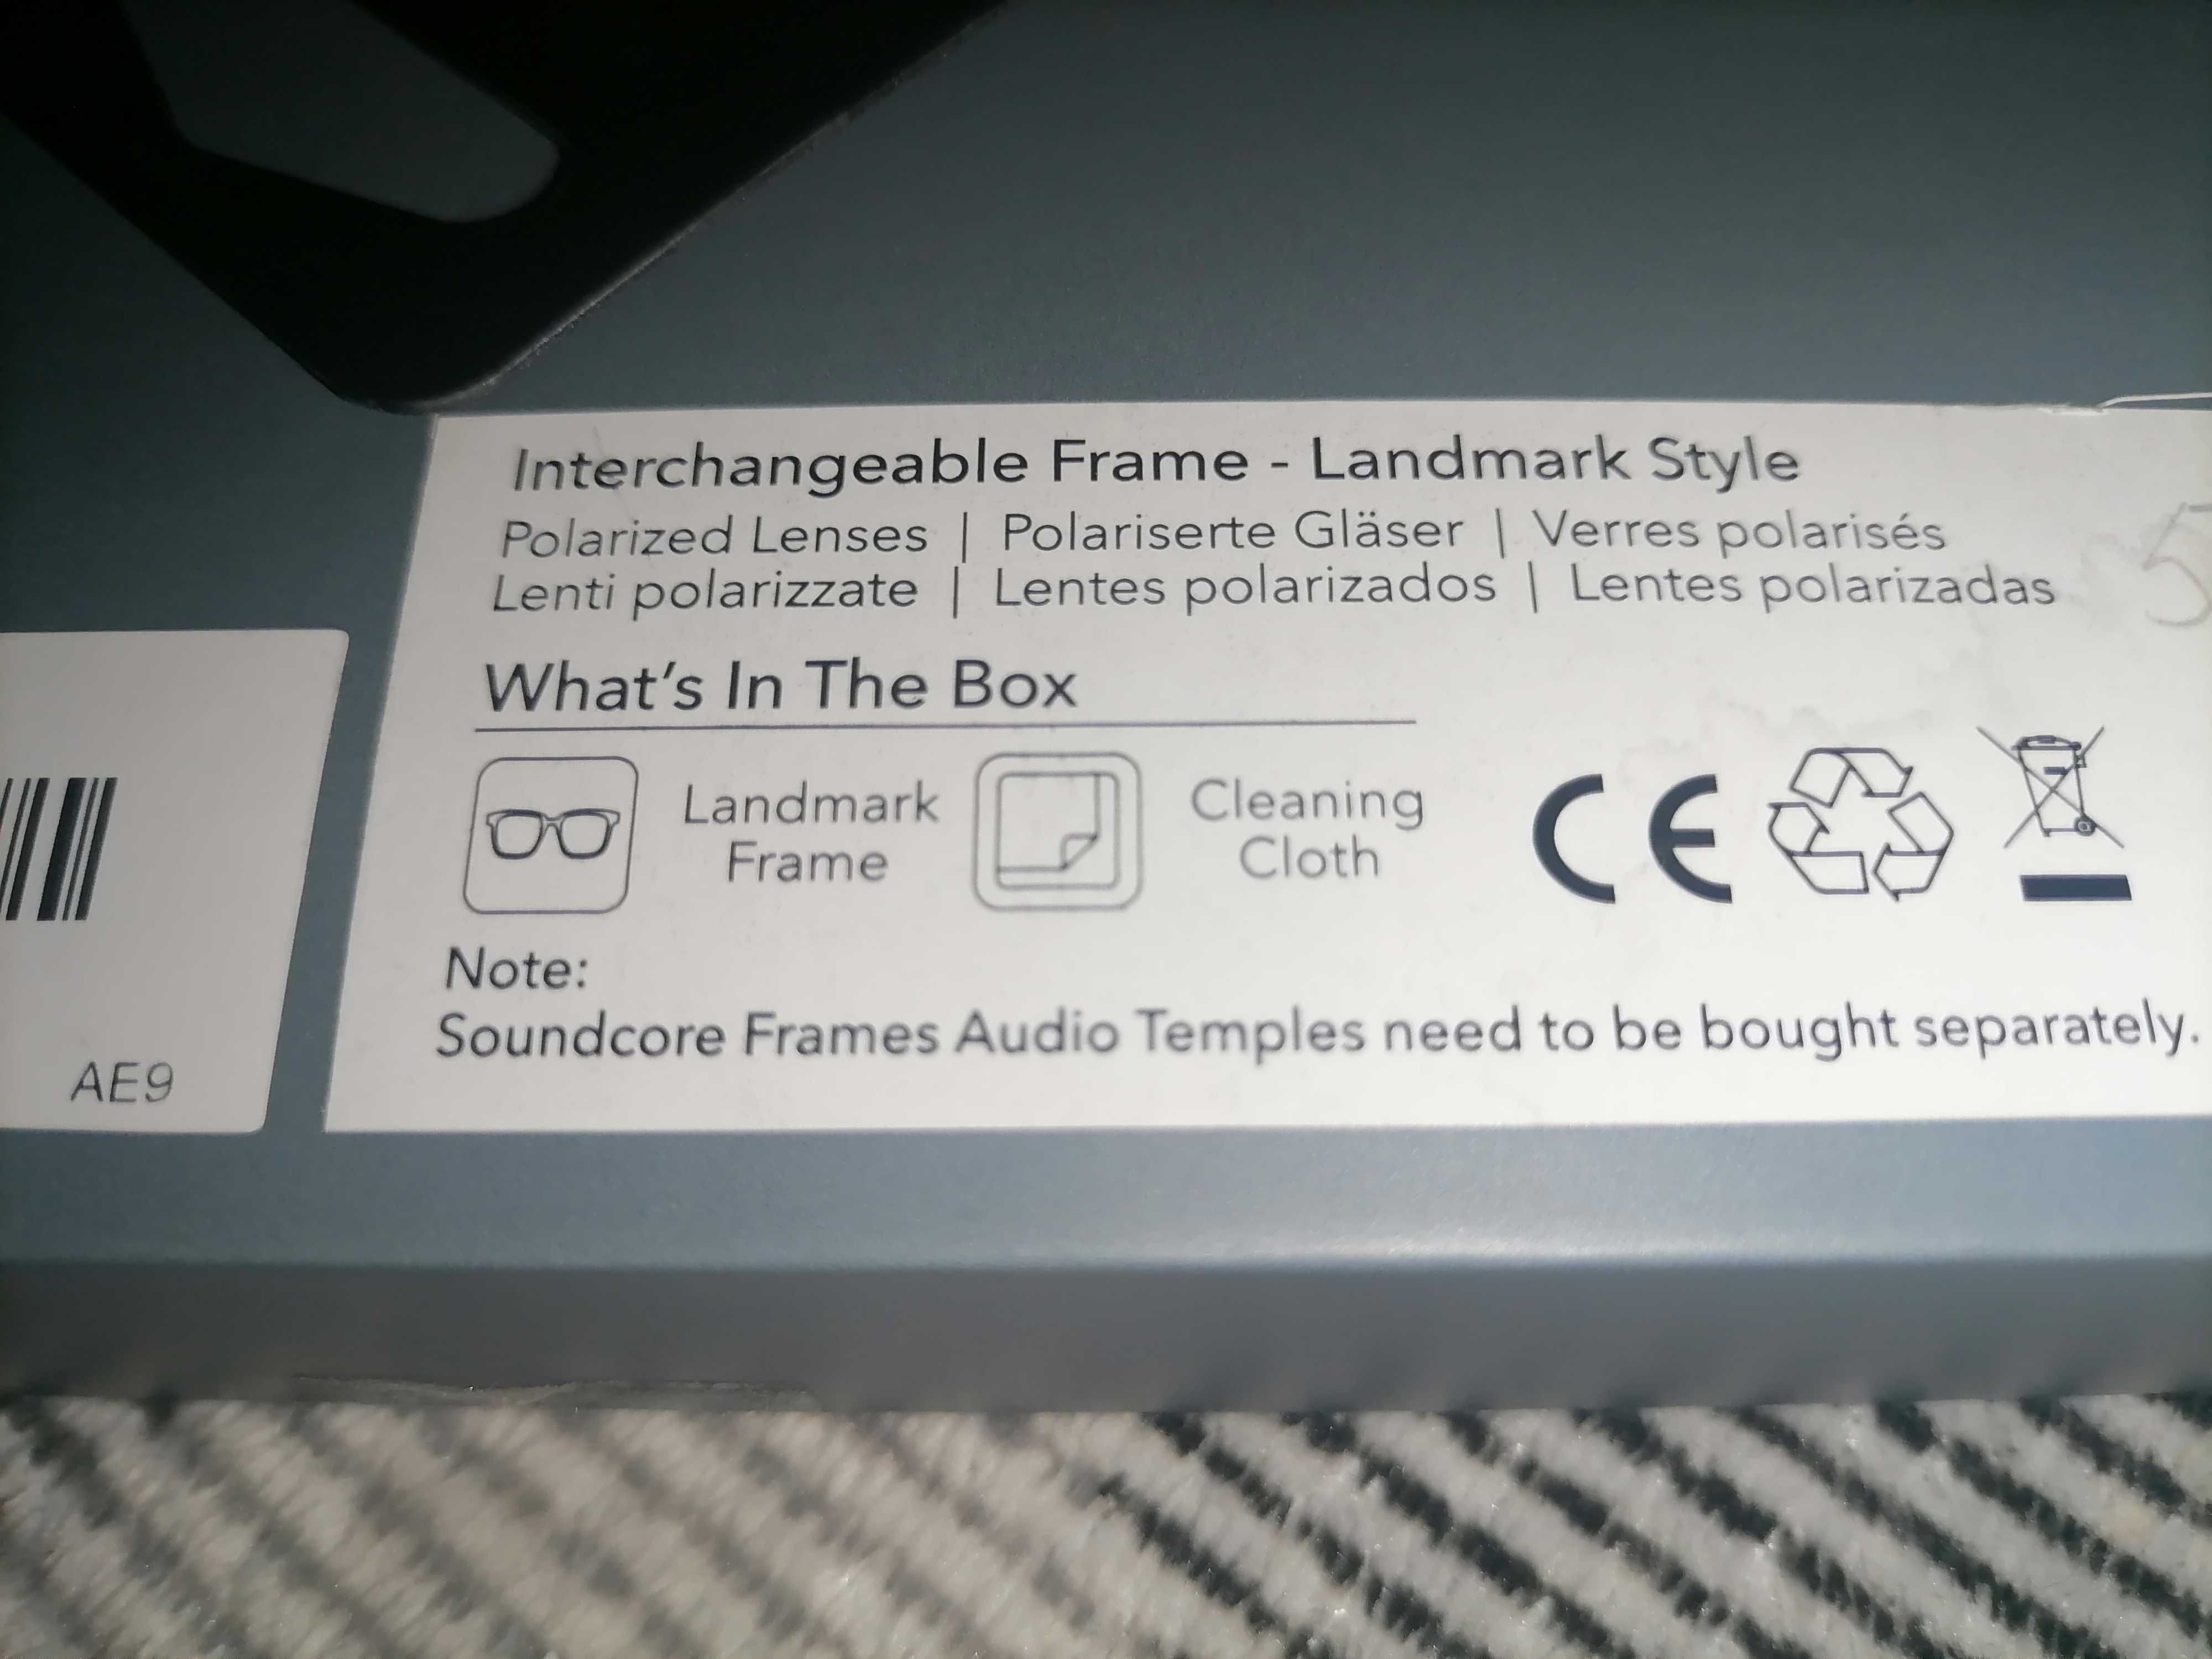 Interchangeable Frame - Landmark Style
Polarized Lenses | Polariserte Gläser | Verres polarisés
Lenti polarizzate | Lentes polarizados | Lentes polarizadas
What's In The Box
Landmark
Frame
Cleaning
Cloth
CE
Note:
Soundcore Frames Audio Temples need to be bought separately.
AE9
5